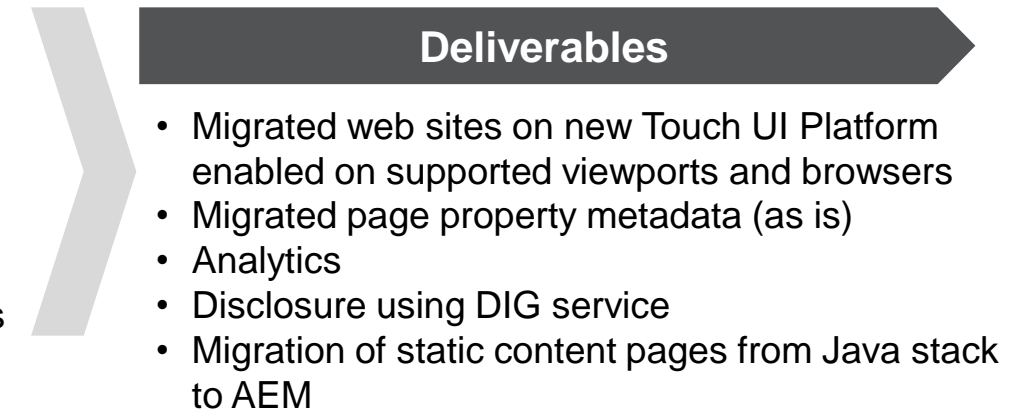 Deliverables
• Migrated web sites on new Touch UI Platform
enabled on supported viewports and browsers
• Migrated page property metadata (as is)
• Analytics
• Disclosure using DIG service
s
• Migration of static content pages from Java stack
to AEM